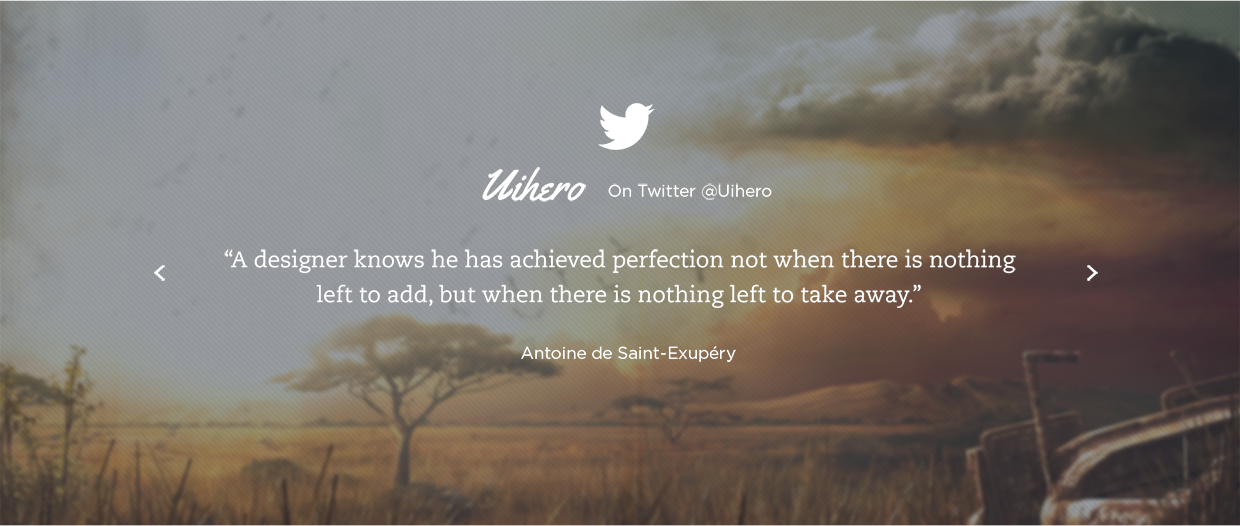 Uihero On Twitter @Uihero
“A designer knows he has achieved perfection not when there is nothing
left to add, but when there is nothing left to take away.”
Antoine de Saint-Exupéry